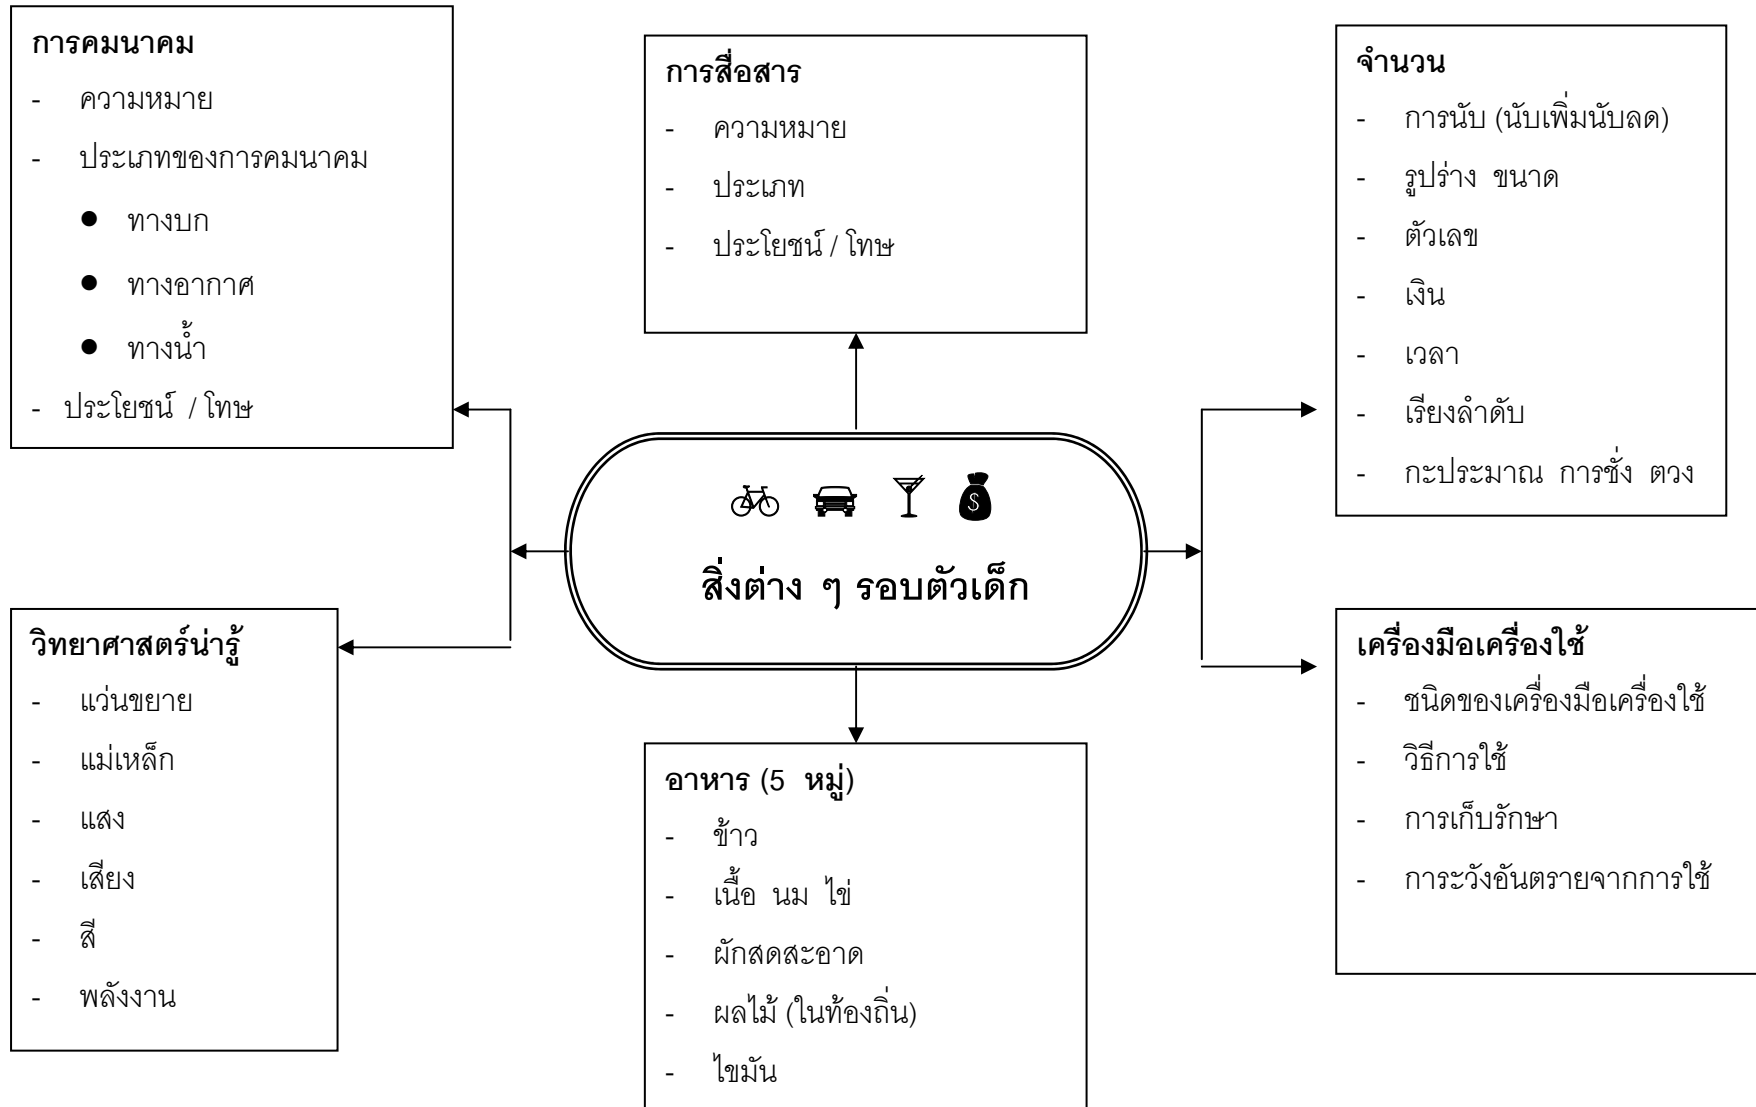 การคมนาคม
- ความหมาย
- ประเภทของการคมนาคม
● ทางบก
● ทางอากาศ
● ทางน้ำ
- ประโยชน์ / โทษ
การสื่อสาร
- ความหมาย
- ประเภท
- ประโยชน์ / โทษ
จำนวน
- การนับ (นับเพิ่มนับลด)
- รูปร่าง ขนาด
- ตัวเลข
- เงิน
- เวลา
- เรียงลำดับ
- กะประมาณ การชั่ง ตวง
$
สิ่งต่าง ๆ รอบตัวเด็ก
วิทยาศาสตร์น่ารู้
- แว่นขยาย
- แม่เหล็ก
- แสง
- เสียง
- สี
- พลังงาน
อาหาร (5 หมู่)
- ข้าว
- เนื้อ นม ไข่
- ผักสดสะอาด
- ผลไม้ (ในท้องถิ่น)
- ไขมัน
เครื่องมือเครื่องใช้
- ชนิดของเครื่องมือเครื่องใช้
- วิธีการใช้
- การเก็บรักษา
- การะวังอันตรายจากการใช้